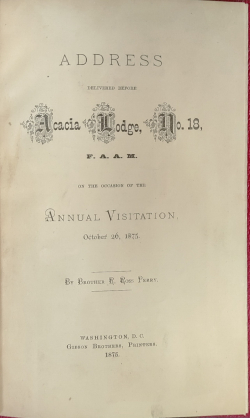 ADDRESS
DELIVERED BEFORE
Acacia Lodge, No. 18,
F. A. A. M.
ON THE OCCASION OF THE
ANNUAL VISITATION,
October 26, 1875.
BY BROTHER
WASHINGTON, D. C.
GIBSON BROTHERS, PRINTERS.
1875.